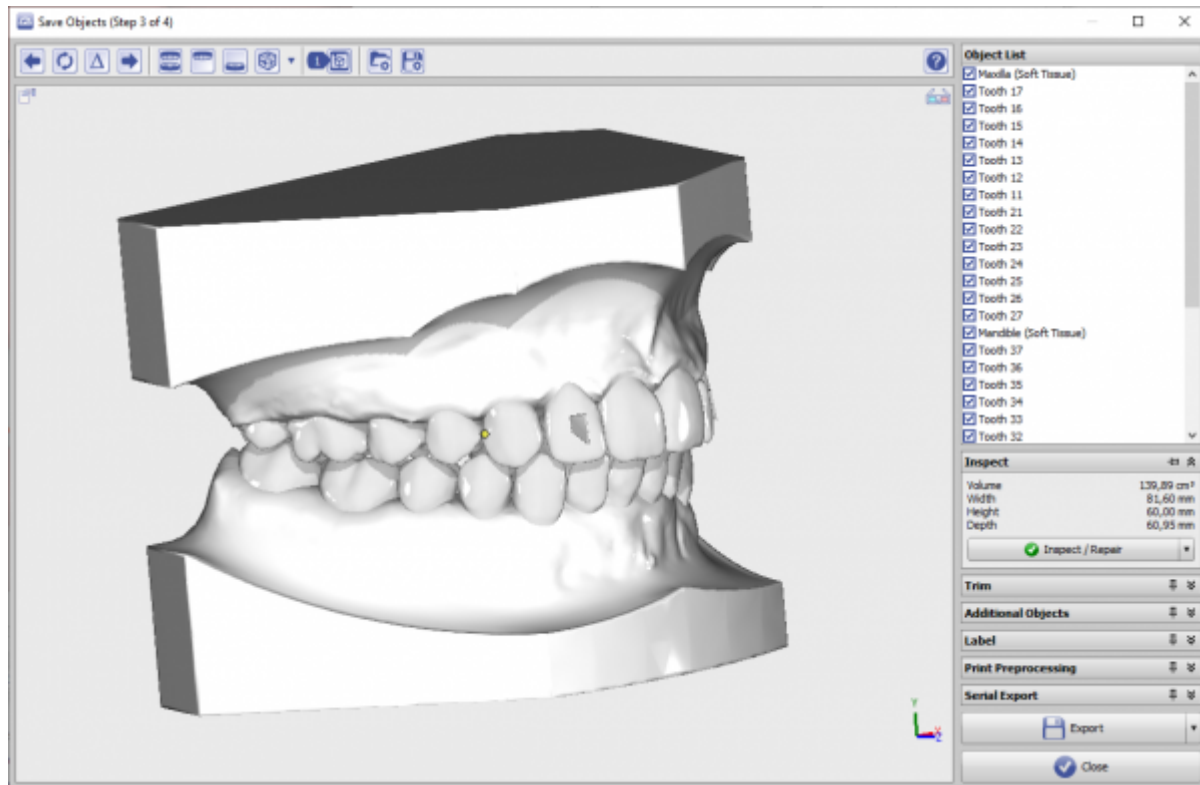 Save Objects (Step 3 of 4)
1
?
Object List
Maxilla (Soft Tissue)
Tooth 17
Tooth 16
Tooth 15
Tooth 14
Tooth 13
Tooth 12
Tooth 11
Tooth 21
Tooth 22
Tooth 23
Tooth 24
Tooth 25
Tooth 26
Tooth 27
Mandible (Soft Tissue)
Tooth 37
Tooth 36
Tooth 35
Tooth 34
Tooth 33
Tooth 32
Inspect
Volume 139,89 cm³
Width 81,60 mm
Height 60,00 mm
Depth 60,95 mm
Inspect / Repair
Trim
Additional Objects
Label
Print Preprocessing
Serial Export
Y
X
Z
Export
Close